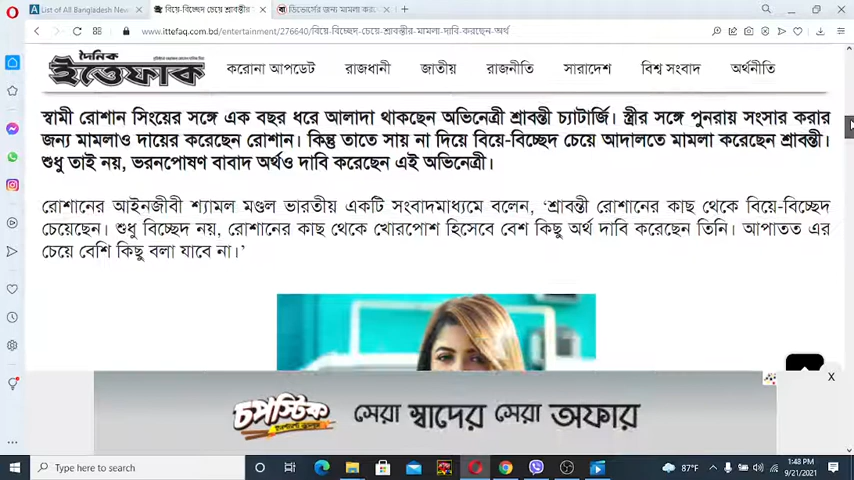 List of All Bangladesh New
বিয়ে-বিচ্ছেদ চেয়ে শ্রাবন্তীর
ডিভোর্সের জন্য মামলা কর
www.ittefaq.com.bd/entertainment/276640/বিয়ে-বিচ্ছেদ-চেয়ে-শ্রাবন্তীর-মামলা-দাবি-করছেন-অর্থ
দৈনিক
ইত্তেফাক
করোনা আপডেট রাজধানী জাতীয় রাজনীতি সারাদেশ বিশ্ব সংবাদ অর্থনীতি
স্বামী রোশান সিংয়ের সঙ্গে এক বছর ধরে আলাদা থাকছেন অভিনেত্রী শ্রাবন্তী চ্যাটার্জি। স্ত্রীর সঙ্গে পুনরায় সংসার করার
জন্য মামলাও দায়ের করেছেন রোশান। কিন্তু তাতে সায় না দিয়ে বিয়ে-বিচ্ছেদ চেয়ে আদালতে মামলা করেছেন শ্রাবন্তী।
শুধু তাই নয়, ভরনপোষণ বাবাদ অর্থও দাবি করেছেন এই অভিনেত্রী।
রোশানের আইনজীবী শ্যামল মণ্ডল ভারতীয় একটি সংবাদমাধ্যমে বলেন, ‘শ্রাবন্তী রোশানের কাছ থেকে বিয়ে-বিচ্ছেদ
চেয়েছেন। শুধু বিচ্ছেদ নয়, রোশানের কাছ থেকে খোরপোশ হিসেবে বেশ কিছু অর্থ দাবি করেছেন তিনি। আপাতত এর
চেয়ে বেশি কিছু বলা যাবে না।’
X
চপস্টিক
সেরা স্বাদের সেরা অফার
Type here to search
87°F
1:48 PM
9/21/2021